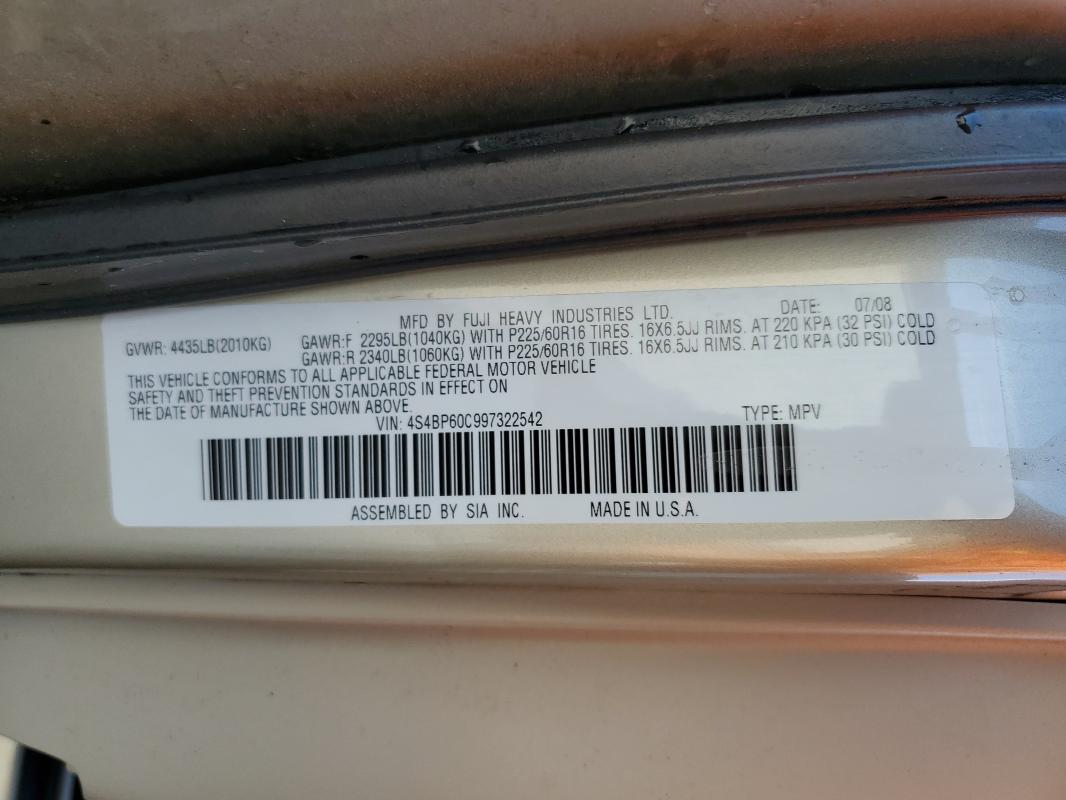 MFD BY FUJI HEAVY INDUSTRIES LTD. DATE: 07/08
GVWR: 4435LB(2010KG) GAWR:F 2295LB(1040KG) WITH P225/60R16 TIRES. 16X6.5JJ RIMS. AT 220 KPA (32 PSI) COLD
GAWR:R 2340LB(1060KG) WITH P225/60R16 TIRES. 16X6.5JJ RIMS. AT 210 KPA (30 PSI) COLD
THIS VEHICLE CONFORMS TO ALL APPLICABLE FEDERAL MOTOR VEHICLE
SAFETY AND THEFT PREVENTION STANDARDS IN EFFECT ON
THE DATE OF MANUFACTURE SHOWN ABOVE.
VIN: 4S4BP60C997322542 TYPE: MPV
ASSEMBLED BY SIA INC. MADE IN U.S.A.